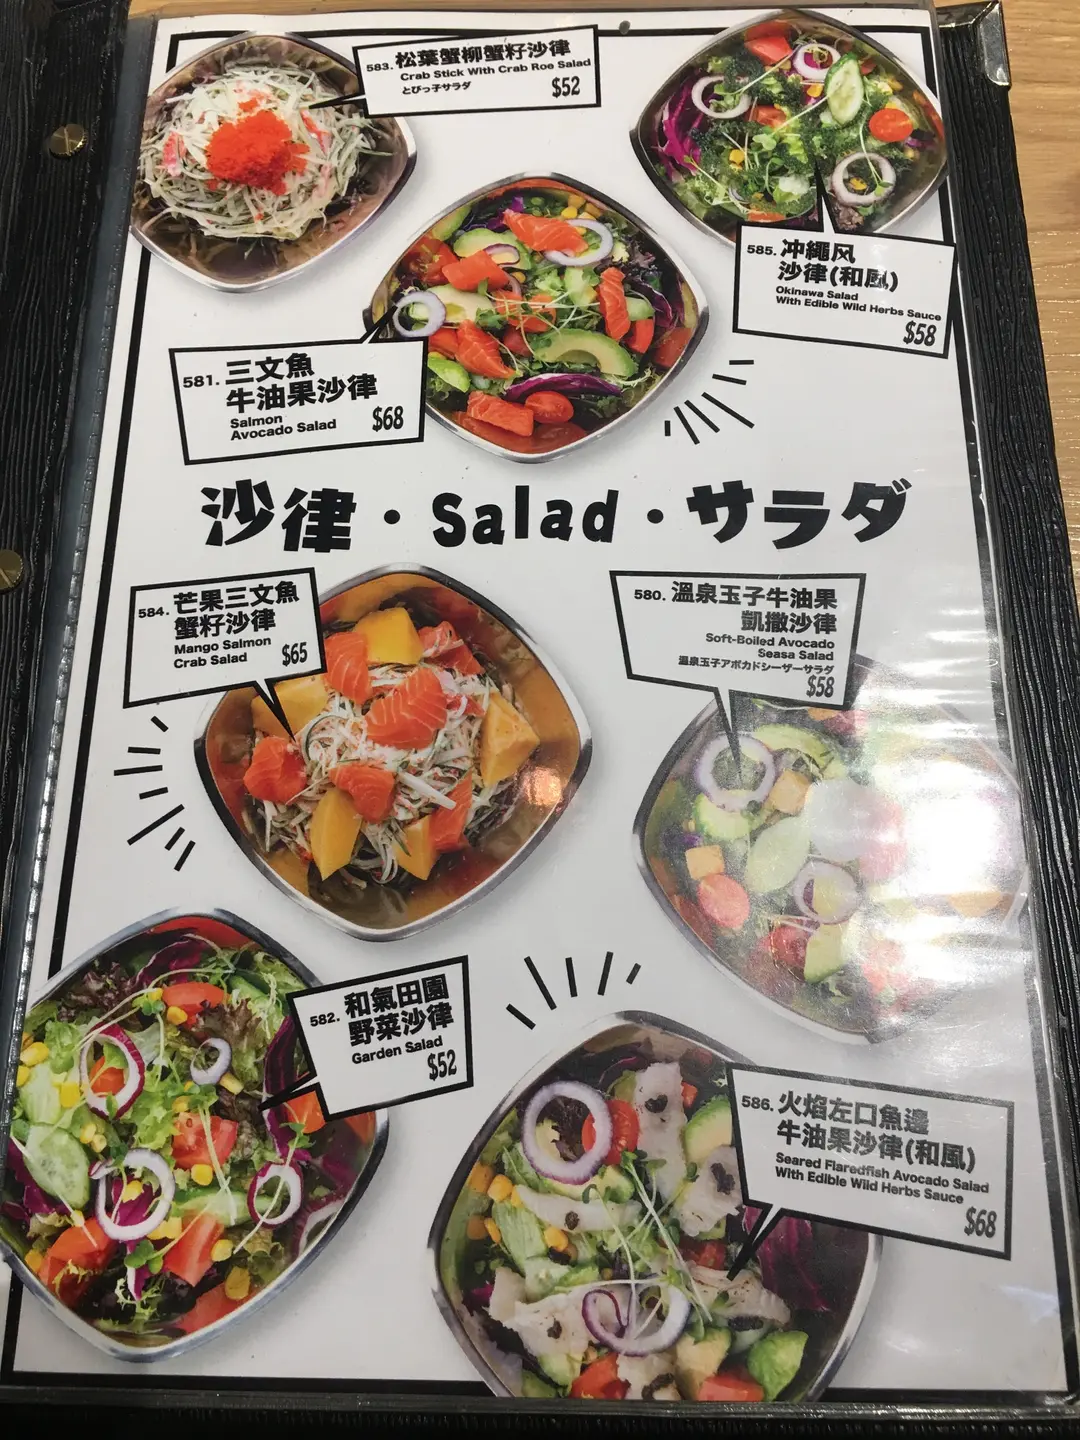 583. 松葉蟹柳蟹籽沙律
Crab Stick With Crab Roe Salad
とびっ子サラダ
$52
585. 冲繩风
沙律(和風)
Okinawa Salad
With Edible Wild Herbs Sauce
$58
581. 三文魚
牛油果沙律
Salmon
Avocado Salad
$68
沙律・Salad・サラダ
584. 芒果三文魚
蟹籽沙律
Mango Salmon
Crab Salad
$65
580. 溫泉玉子牛油果
凱撒沙律
Soft-Boiled Avocado
Seasa Salad
温泉玉子アボカドシーザーサラダ
$58
582. 和氣田園
野菜沙律
Garden Salad
$52
586. 火焰左口魚邊
牛油果沙律(和風)
Seared Flaredfish Avocado Salad
With Edible Wild Herbs Sauce
$68